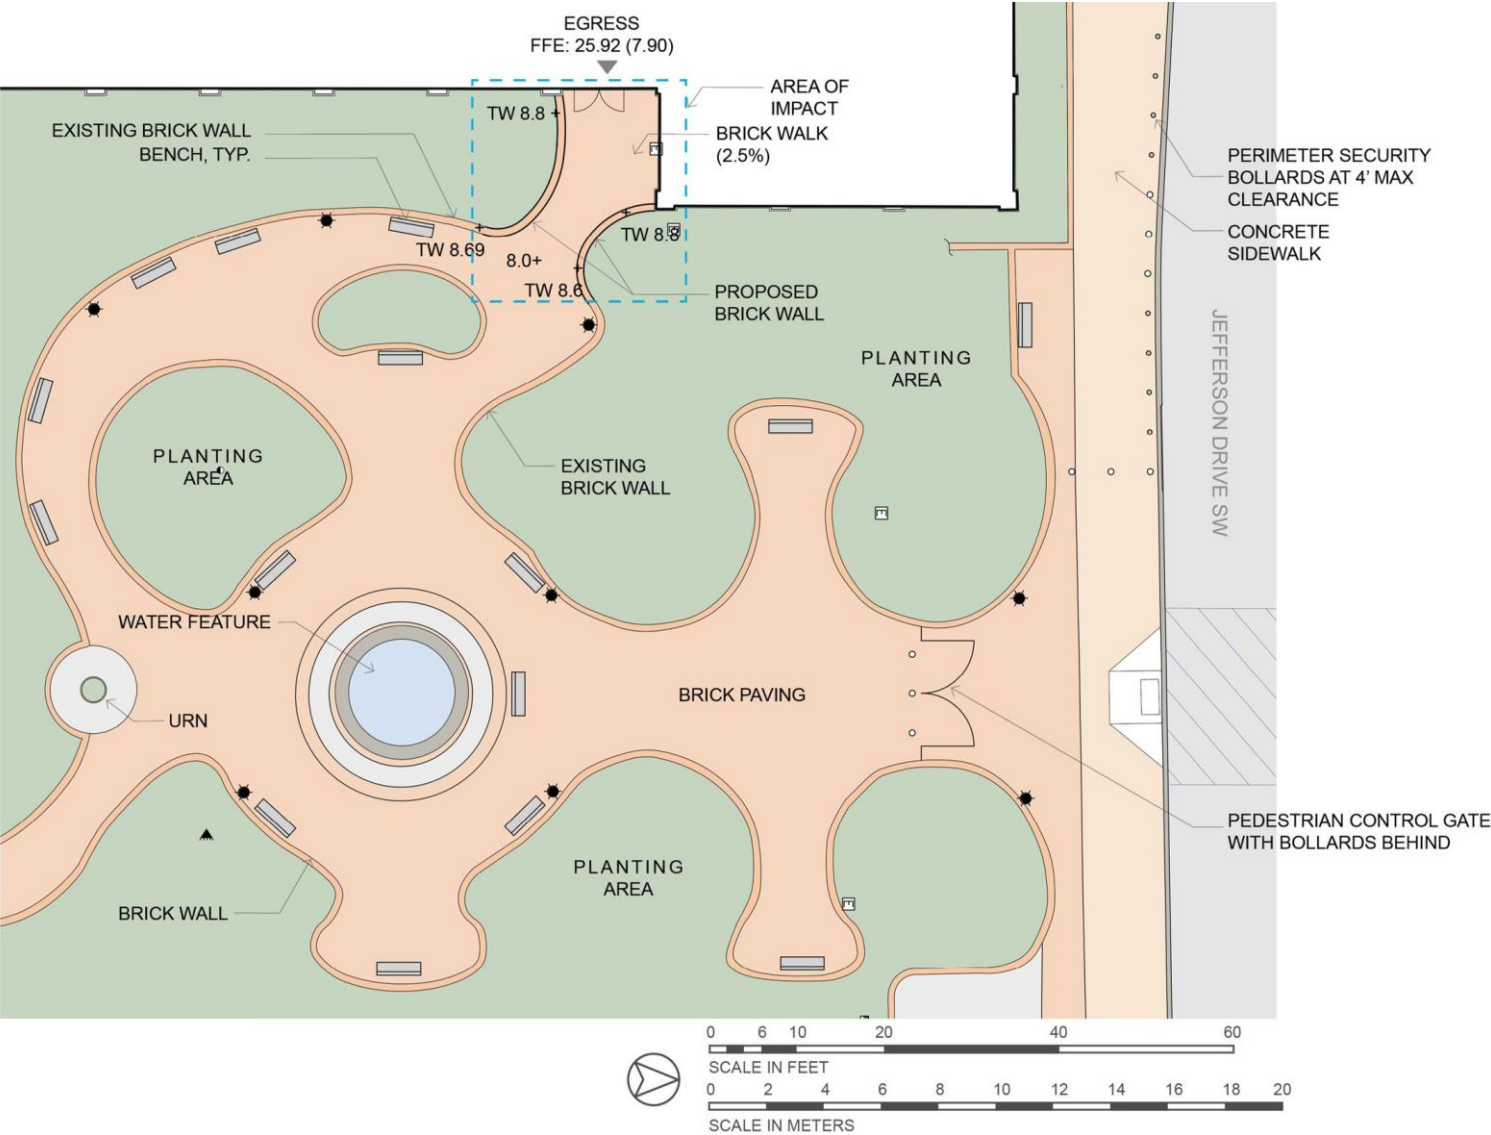 EGRESS
FFE: 25.92 (7.90)
AREA OF
IMPACT
TW 8.8
EXISTING BRICK WALL
BENCH, TYP.
BRICK WALK
(2.5%)
PERIMETER SECURITY
BOLLARDS AT 4' MAX
CLEARANCE
CONCRETE
SIDEWALK
TW 8.8
TW 8.69
8.0+
TW 8.6
PROPOSED
BRICK WALL
JEFFERSON DRIVE SW
PLANTING
AREA
PLANTING
AREA
EXISTING
BRICK WALL
E
E
E
WATER FEATURE
BRICK PAVING
URN
PEDESTRIAN CONTROL GATE
WITH BOLLARDS BEHIND
PLANTING
AREA
E
BRICK WALL
0 6 10 20 40 60
SCALE IN FEET
0 2 4 6 8 10 12 14 16 18 20
SCALE IN METERS